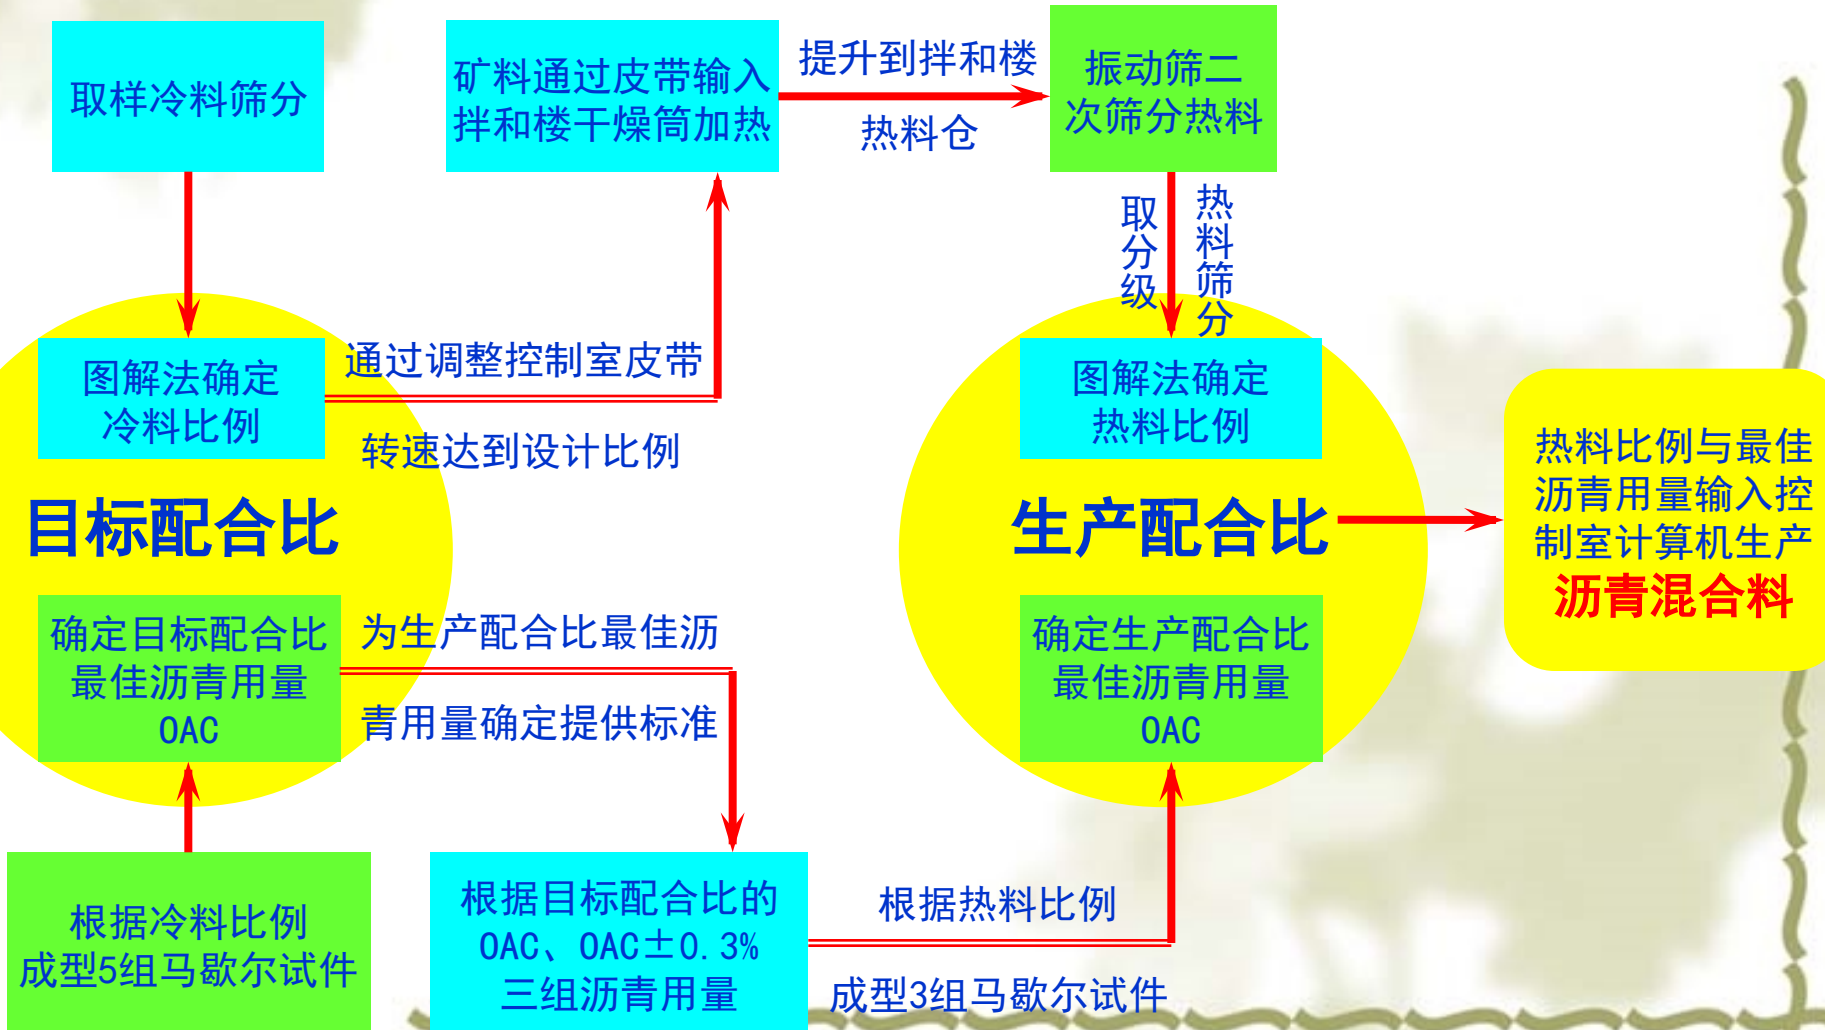 取样冷料筛分
矿料通过皮带输入
拌和楼干燥筒加热
提升到拌和楼
热料仓
振动筛二
次筛分热料
取分级
热料筛分
图解法确定
冷料比例
通过调整控制室皮带
转速达到设计比例
图解法确定
热料比例
目标配合比
生产配合比
热料比例与最佳
沥青用量输入控
制室计算机生产
沥青混合料
确定目标配合比
最佳沥青用量
OAC
为生产配合比最佳沥
青用量确定提供标准
确定生产配合比
最佳沥青用量
OAC
根据冷料比例
成型5组马歇尔试件
根据目标配合比的
OAC、OAC±0.3%
三组沥青用量
根据热料比例
成型3组马歇尔试件